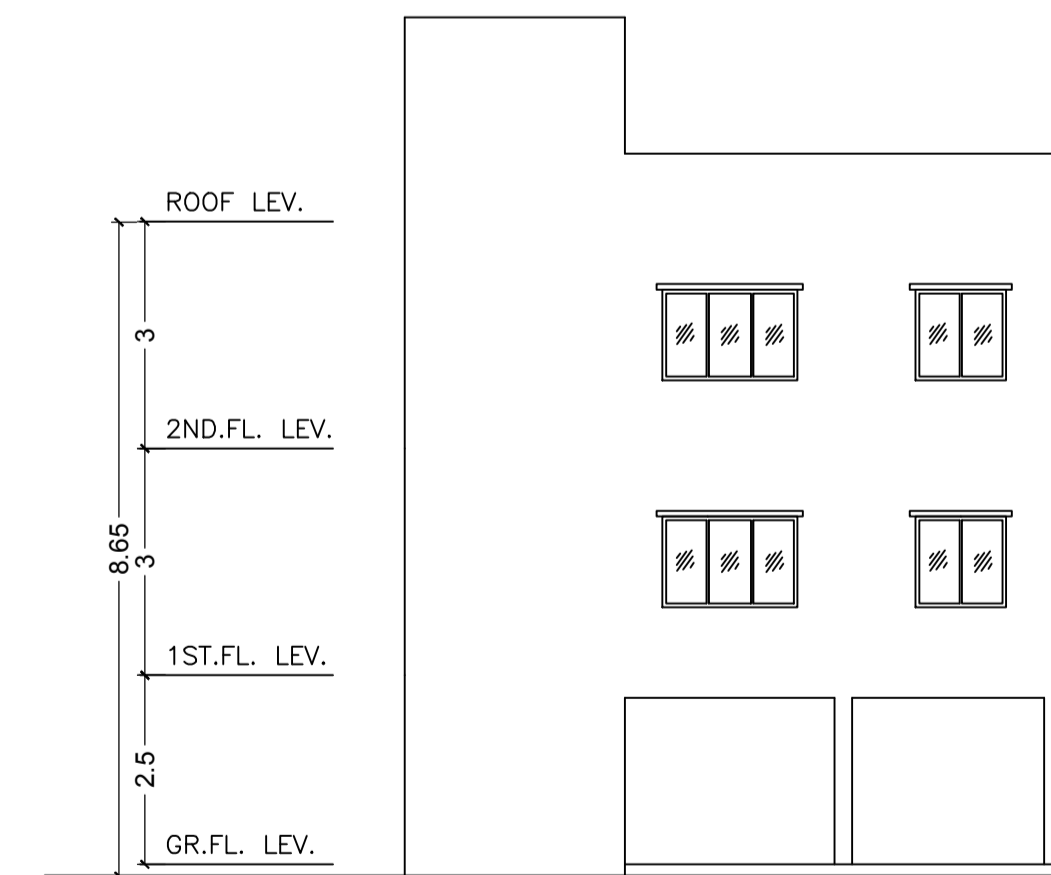 ROOF LEV.
3
2ND.FL. LEV.
8.65
3
1ST.FL. LEV.
2.5
GR.FL. LEV.